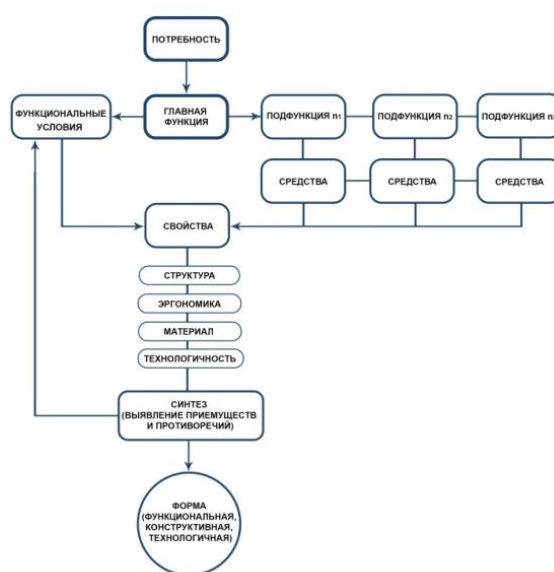 ПОТРЕБНОСТЬ
ФУНКЦИОНАЛЬНЫЕ
УСЛОВИЯ
ГЛАВНАЯ
ФУНКЦИЯ
ПОДФУНКЦИЯ n₁
ПОДФУНКЦИЯ n₂
ПОДФУНКЦИЯ n
СРЕДСТВА
СРЕДСТВА
СРЕДСТВА
СВОЙСТВА
СТРУКТУРА
ЭРГОНОМИКА
МАТЕРИАЛ
ТЕХНОЛОГИЧНОСТЬ
СИНТЕЗ
(ВЫЯВЛЕНИЕ ПРИЕМУЩЕСТВ
И ПРОТИВОРЕЧИЙ)
ФОРМА
(ФУНКЦИОНАЛЬНАЯ,
КОНСТРУКТИВНАЯ,
ТЕХНОЛОГИЧНАЯ)